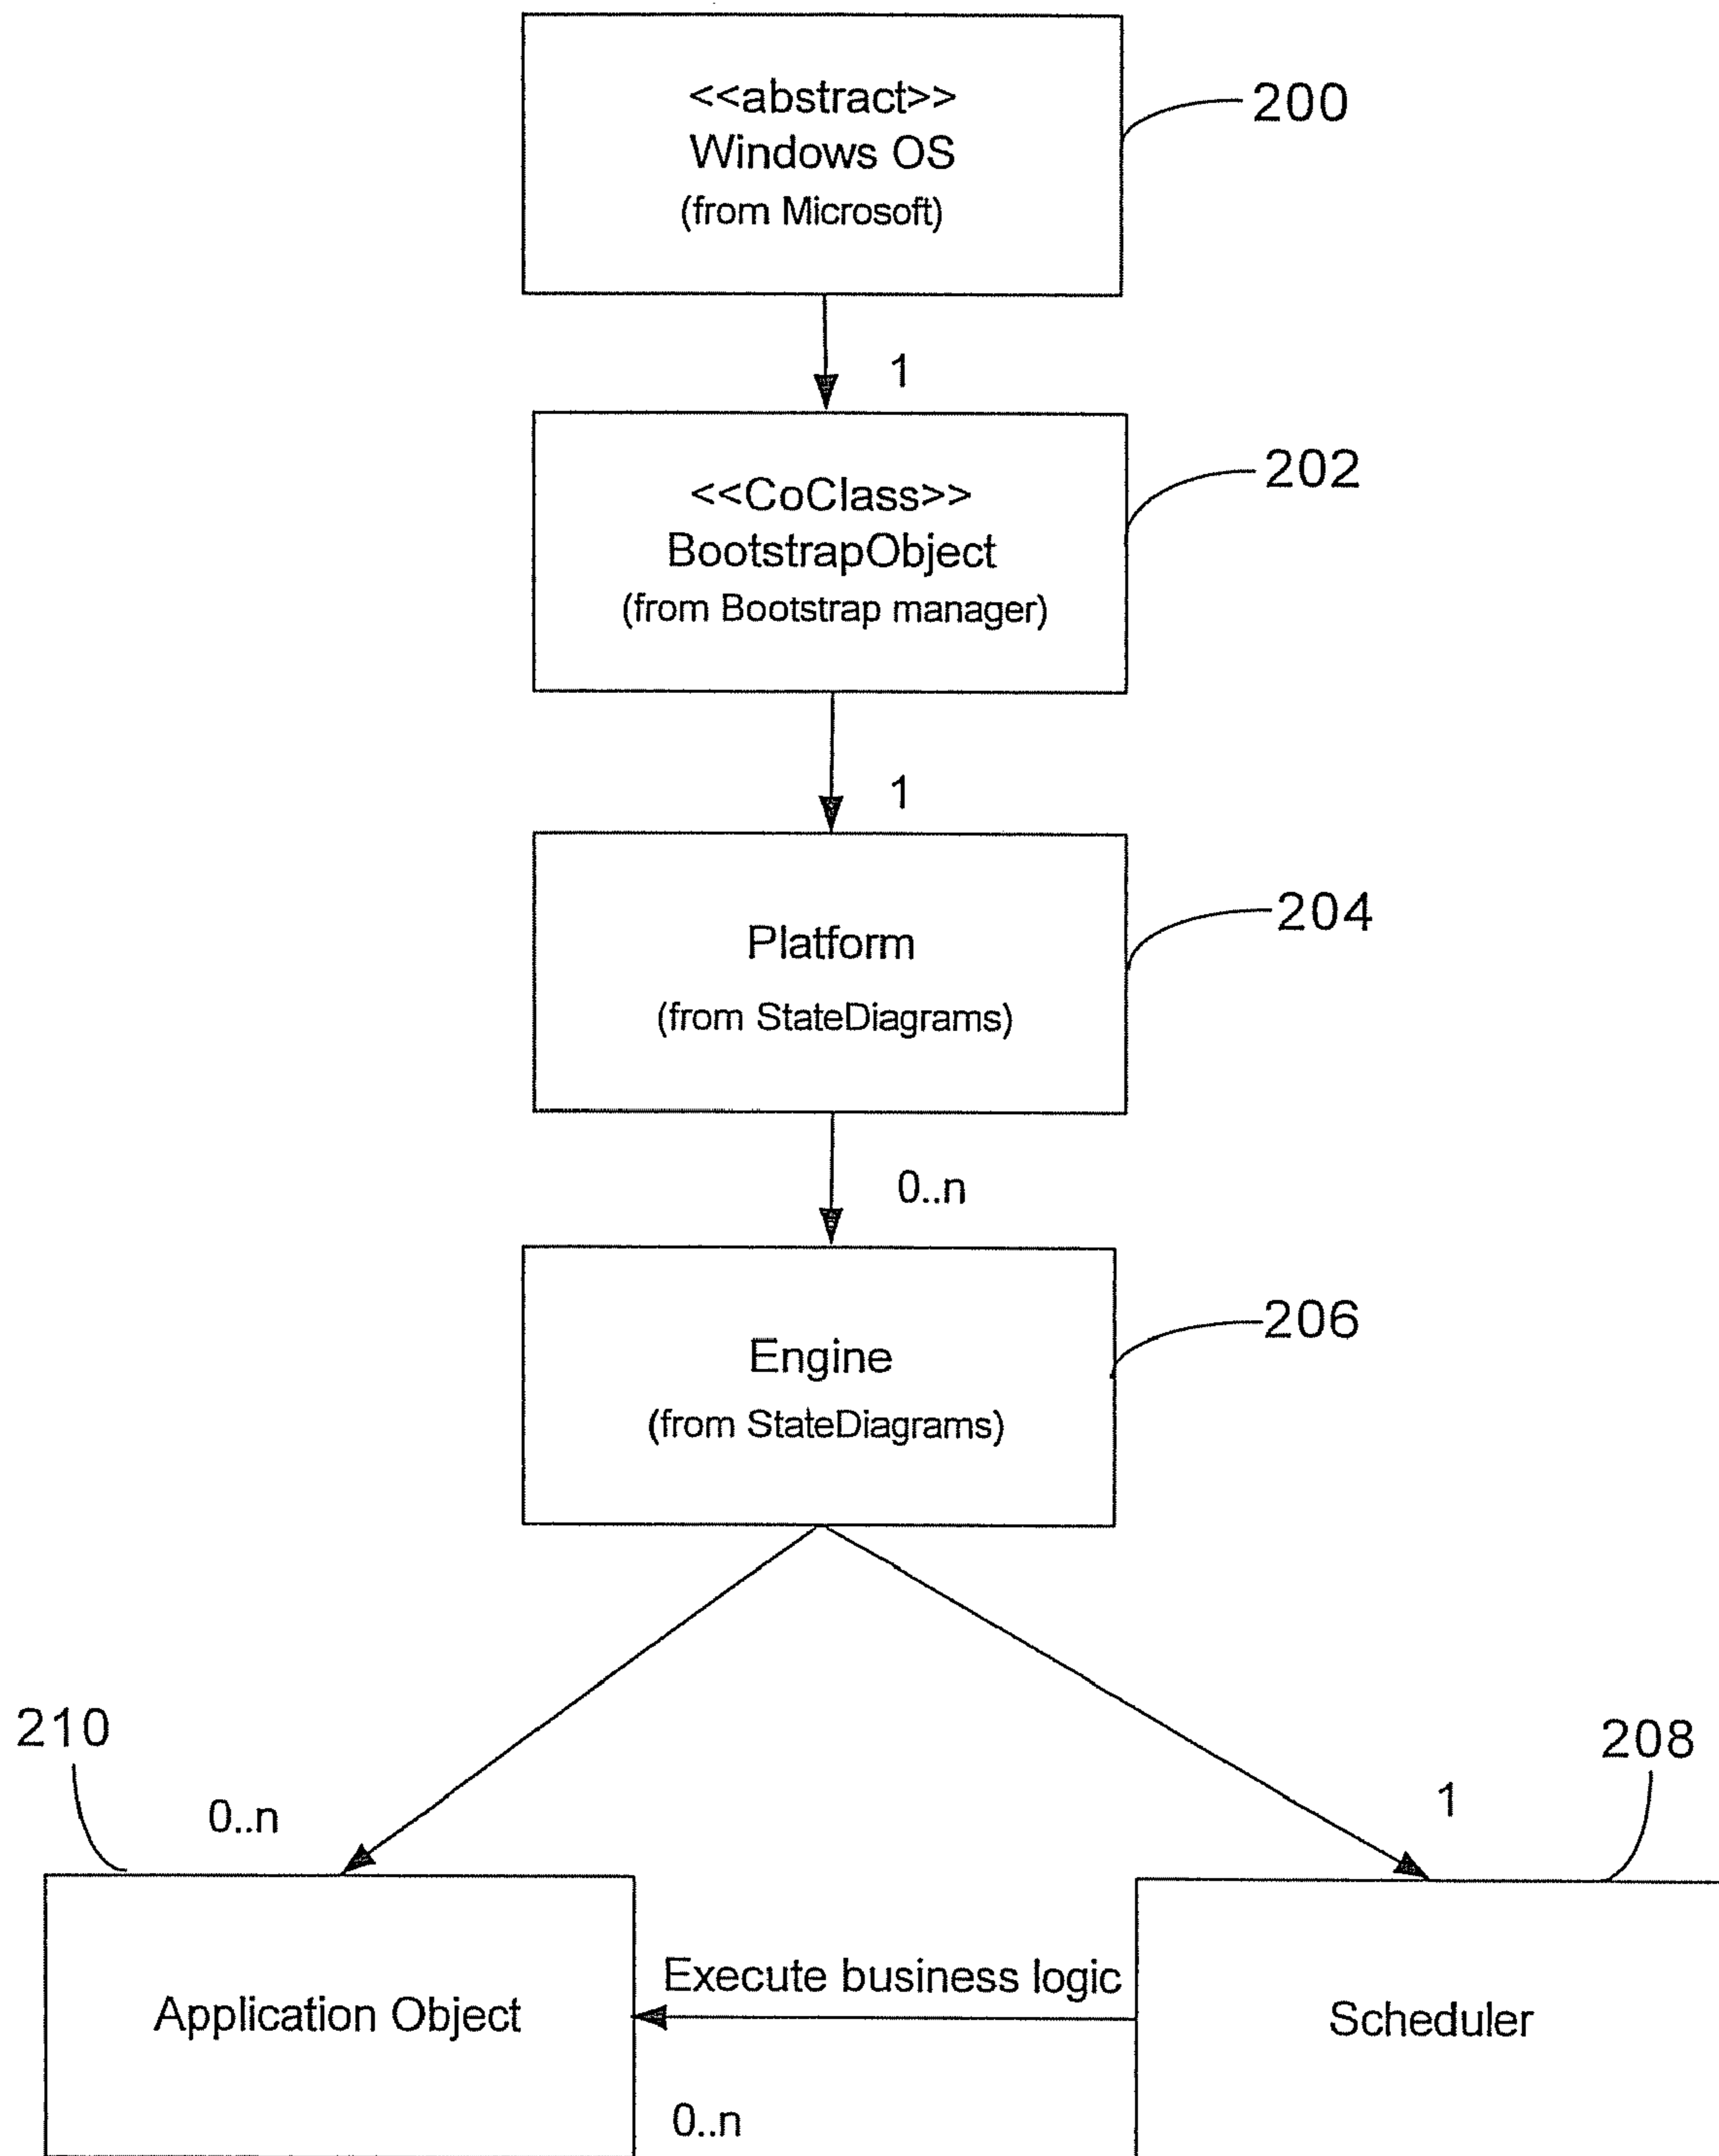 <<abstract>>
Windows OS
(from Microsoft)
200
1
<<CoClass>>
BootstrapObject
(from Bootstrap manager)
202
1
Platform
(from StateDiagrams)
204
0..n
Engine
(from StateDiagrams)
206
210
208
0..n
1
Application Object
Execute business logic
0..n
Scheduler